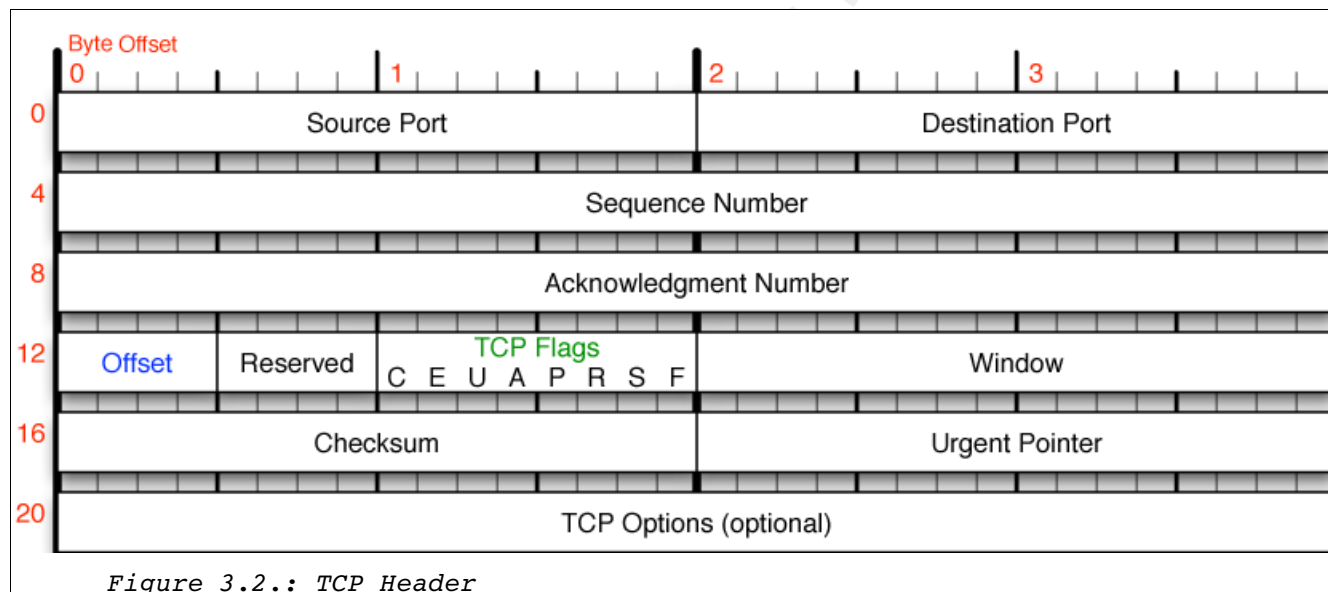 Byte Offset
0 1 2 3
0 Source Port Destination Port
4 Sequence Number
8 Acknowledgment Number
12 Offset Reserved TCP Flags Window
C E U A P R S F
16 Checksum Urgent Pointer
20 TCP Options (optional)
Figure 3.2.: TCP Header